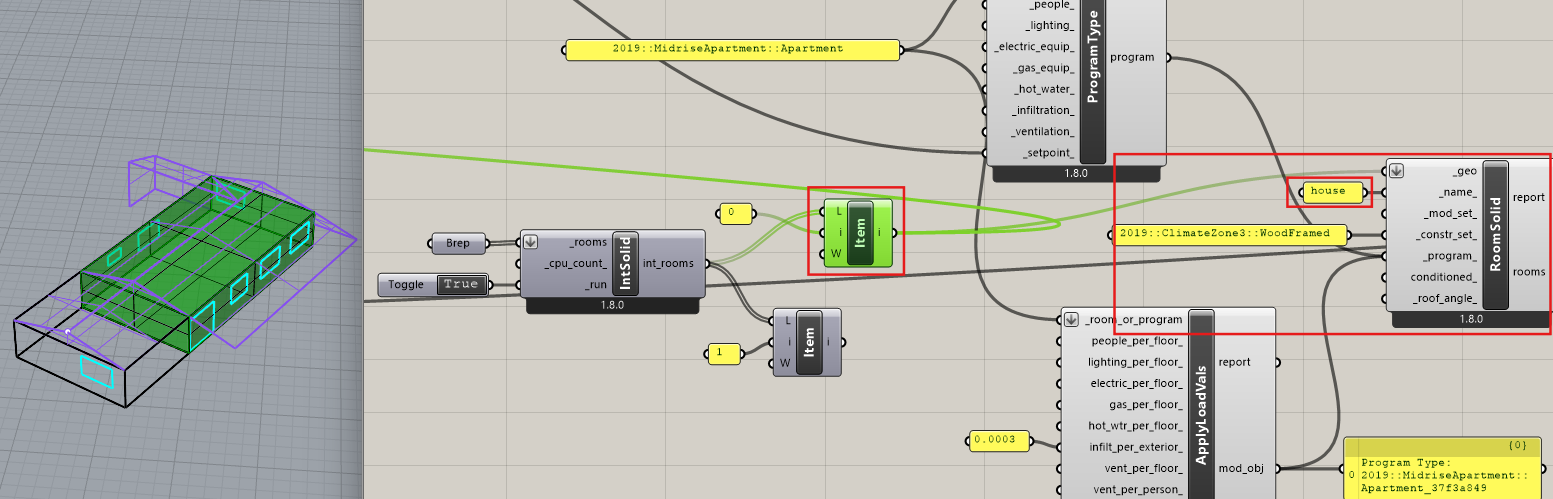 _people_
_lighting_
_electric_equip_
_gas_equip_
_hot_water_
_infiltration_
_ventilation_
_setpoint_
ProgramType
program
1.8.0
2019::MidriseApartment::Apartment
0
L
i
W
Item
i
Brep
Toggle
True
_rooms
_cpu_count_
_run
IntSolid
int_rooms
1.8.0
1
L
i
W
Item
i
house
2019::ClimateZone3::WoodFramed
_geo
_name_
_mod_set_
_constr_set_
_program_
conditioned_
_roof_angle_
RoomSolid
report
rooms
1.8.0
_room_or_program
people_per_floor_
lighting_per_floor_
electric_per_floor_
gas_per_floor_
hot_wtr_per_floor_
infilt_per_exterior_
vent_per_floor_
vent_per_person_
ApplyLoadVals
report
mod_obj
0.0003
{0}
0
Program Type:
2019::MidriseApartment::
Apartment_37f3a849